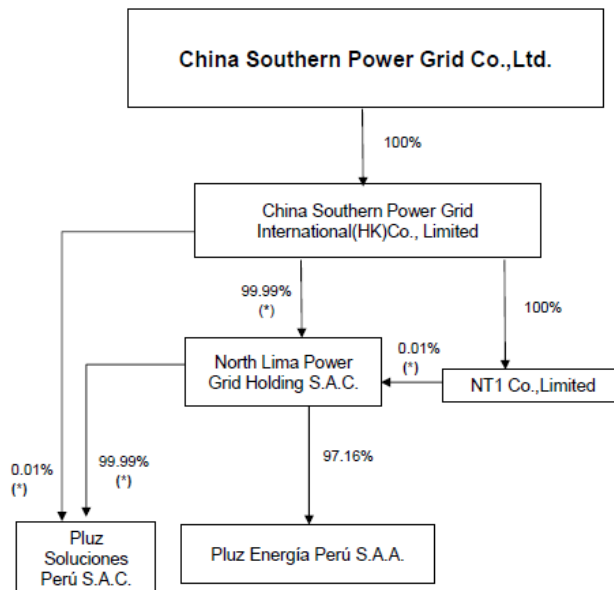 China Southern Power Grid Co.,Ltd.
100%
China Southern Power Grid
International(HK)Co., Limited
99.99%
(*)
100%
North Lima Power
Grid Holding S.A.C.
0.01%
(*)
NT1 Co.,Limited
0.01%
(*)
99.99%
(*)
97.16%
Pluz
Soluciones
Perú S.A.C.
Pluz Energía Perú S.A.A.